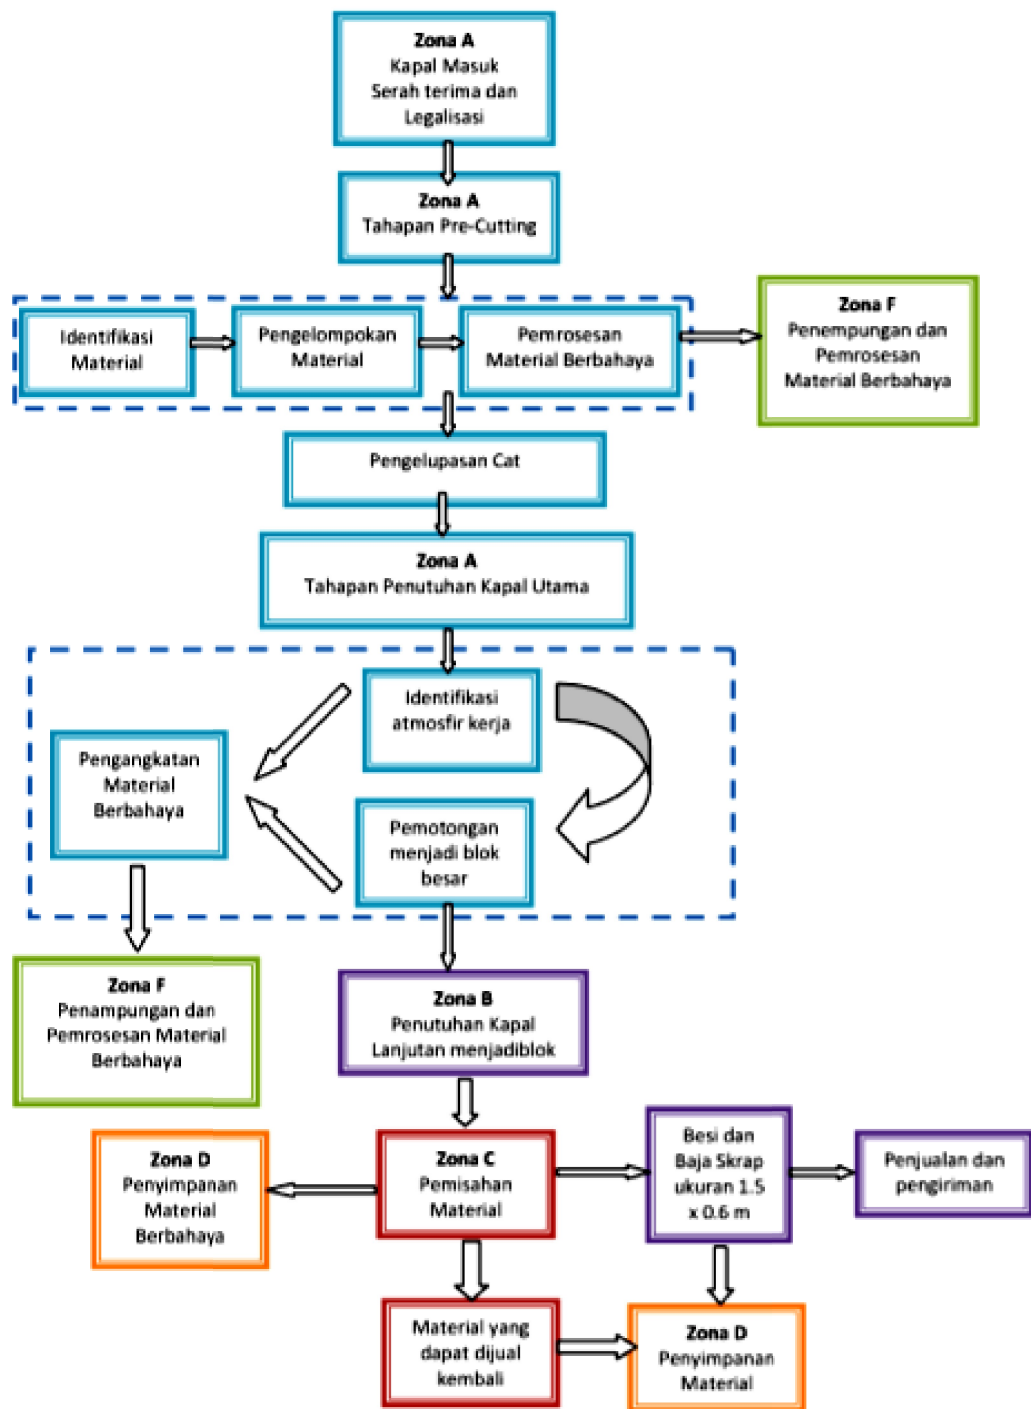 Zona A
Kapal Masuk
Serah terima dan
Legalisasi
Zona A
Tahapan Pre-Cutting
Identifikasi
Material
Pengelompokan
Material
Pemrosesan
Material Berbahaya
Zona F
Penempungan dan
Pemrosesan
Material Berbahaya
Pengelupasan Cat
Zona A
Tahapan Penutuhan Kapal Utama
Identifikasi
atmosfir kerja
Pengangkatan
Material
Berbahaya
Pemotongan
menjadi blok
besar
Zona F
Penampungan dan
Pemrosesan Material
Berbahaya
Zona B
Penutuhan Kapal
Lanjutan menjadiblok
Zona D
Penyimpanan
Material
Berbahaya
Zona C
Pemisahan
Material
Besi dan
Baja Skrap
ukuran 1.5
x 0.6 m
Penjualan dan
pengiriman
Material yang
dapat dijual
kembali
Zona D
Penyimpanan
Material